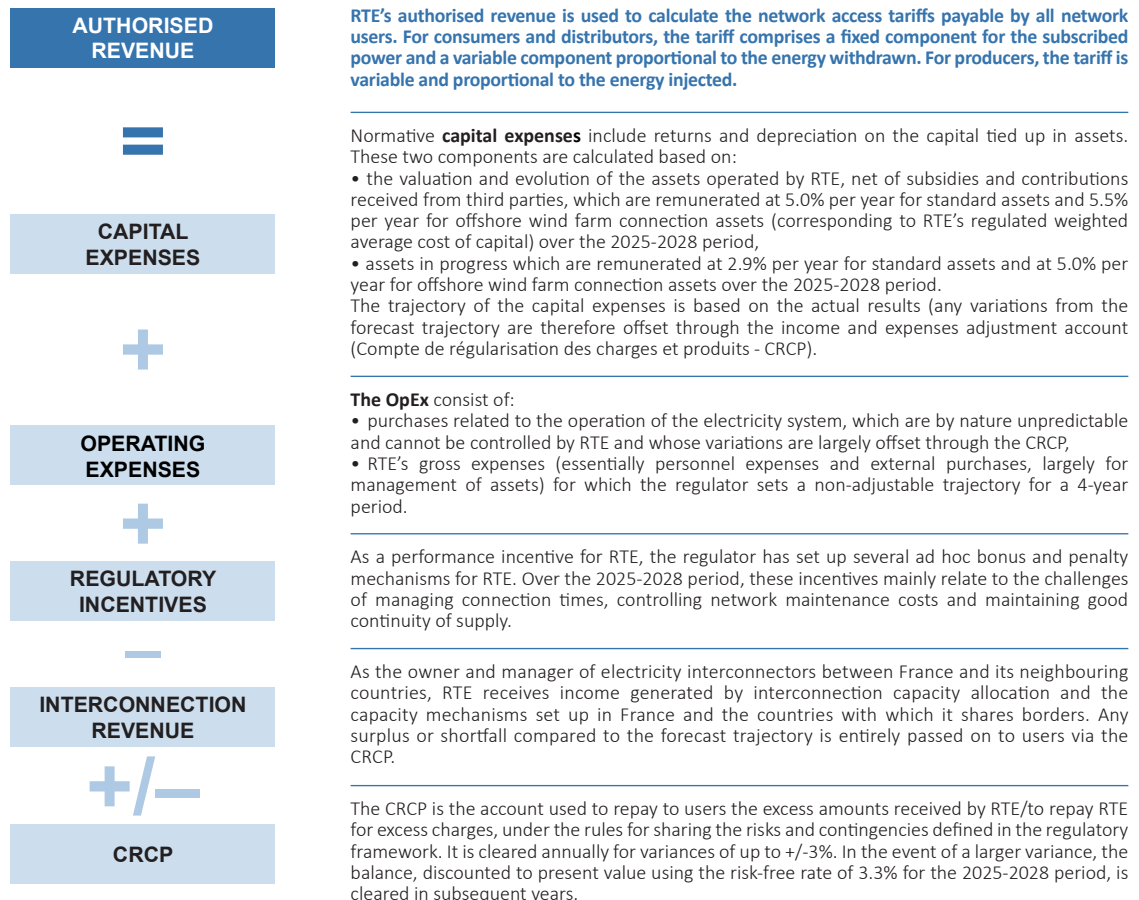 AUTHORISED
REVENUE
RTE's authorised revenue is used to calculate the network access tariffs payable by all network
users. For consumers and distributors, the tariff comprises a fixed component for the subscribed
power and a variable component proportional to the energy withdrawn. For producers, the tariff is
variable and proportional to the energy injected.
=
CAPITAL
EXPENSES
Normative capital expenses include returns and depreciation on the capital tied up in assets.
These two components are calculated based on:
• the valuation and evolution of the assets operated by RTE, net of subsidies and contributions
received from third parties, which are remunerated at 5.0% per year for standard assets and 5.5%
per year for offshore wind farm connection assets (corresponding to RTE's regulated weighted
average cost of capital) over the 2025-2028 period,
• assets in progress which are remunerated at 2.9% per year for standard assets and at 5.0% per
year for offshore wind farm connection assets over the 2025-2028 period.
The trajectory of the capital expenses is based on the actual results (any variations from the
forecast trajectory are therefore offset through the income and expenses adjustment account
(Compte de régularisation des charges et produits - CRCP).
+
OPERATING
EXPENSES
The OpEx consist of:
• purchases related to the operation of the electricity system, which are by nature unpredictable
and cannot be controlled by RTE and whose variations are largely offset through the CRCP,
• RTE's gross expenses (essentially personnel expenses and external purchases, largely for
management of assets) for which the regulator sets a non-adjustable trajectory for a 4-year
period.
+
REGULATORY
INCENTIVES
As a performance incentive for RTE, the regulator has set up several ad hoc bonus and penalty
mechanisms for RTE. Over the 2025-2028 period, these incentives mainly relate to the challenges
of managing connection times, controlling network maintenance costs and maintaining good
continuity of supply.
–
INTERCONNECTION
REVENUE
As the owner and manager of electricity interconnectors between France and its neighbouring
countries, RTE receives income generated by interconnection capacity allocation and the
capacity mechanisms set up in France and the countries with which it shares borders. Any
surplus or shortfall compared to the forecast trajectory is entirely passed on to users via the
CRCP.
+/–
CRCP
The CRCP is the account used to repay to users the excess amounts received by RTE/to repay RTE
for excess charges, under the rules for sharing the risks and contingencies defined in the regulatory
framework. It is cleared annually for variances of up to +/-3%. In the event of a larger variance, the
balance, discounted to present value using the risk-free rate of 3.3% for the 2025-2028 period, is
cleared in subsequent years.